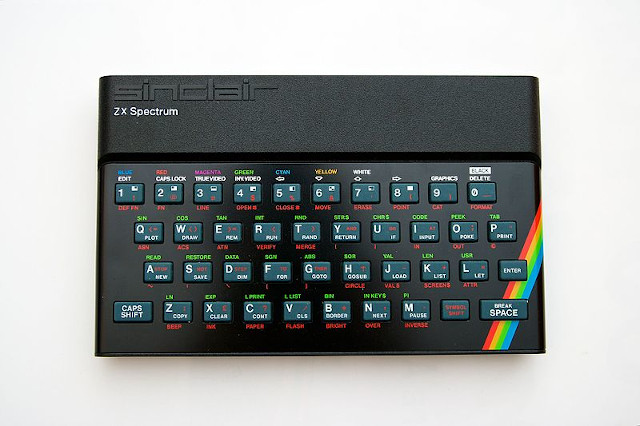 sinclair
ZX Spectrum
BLUE RED MAGENTA GREEN CYAN YELLOW WHITE BLACK
EDIT CAPS LOCK TRUE VIDEO INV. VIDEO GRAPHICS DELETE
1 2 3 4 5 6 7 8 9 0
DEF FN FN LINE OPEN # CLOSE # MOVE ERASE POINT CAT FORMAT
SIN COS TAN INT RND STR$ CHR$ CODE PEEK TAB
Q W E R T Y U I O P
PLOT DRAW REM RUN RAND RETURN IF INPUT POKE PRINT
ASN ACS ATN VERIFY MERGE [ ] IN OUT ©
READ RESTORE DATA SGN ABS SQR VAL LEN USR
A S D F G H J K L ENTER
STOP NOT STEP TO THEN
NEW SAVE DIM FOR GOTO GOSUB LOAD LIST LET
CIRCLE VAL$ SCREEN$ ATTR
LN EXP L PRINT L LIST BIN IN KEY$ PI
CAPS SHIFT Z X C V B N M SYMBOL SHIFT BREAK SPACE
COPY CLEAR CONT CLS BORDER NEXT PAUSE
BEEP INK PAPER FLASH BRIGHT OVER INVERSE